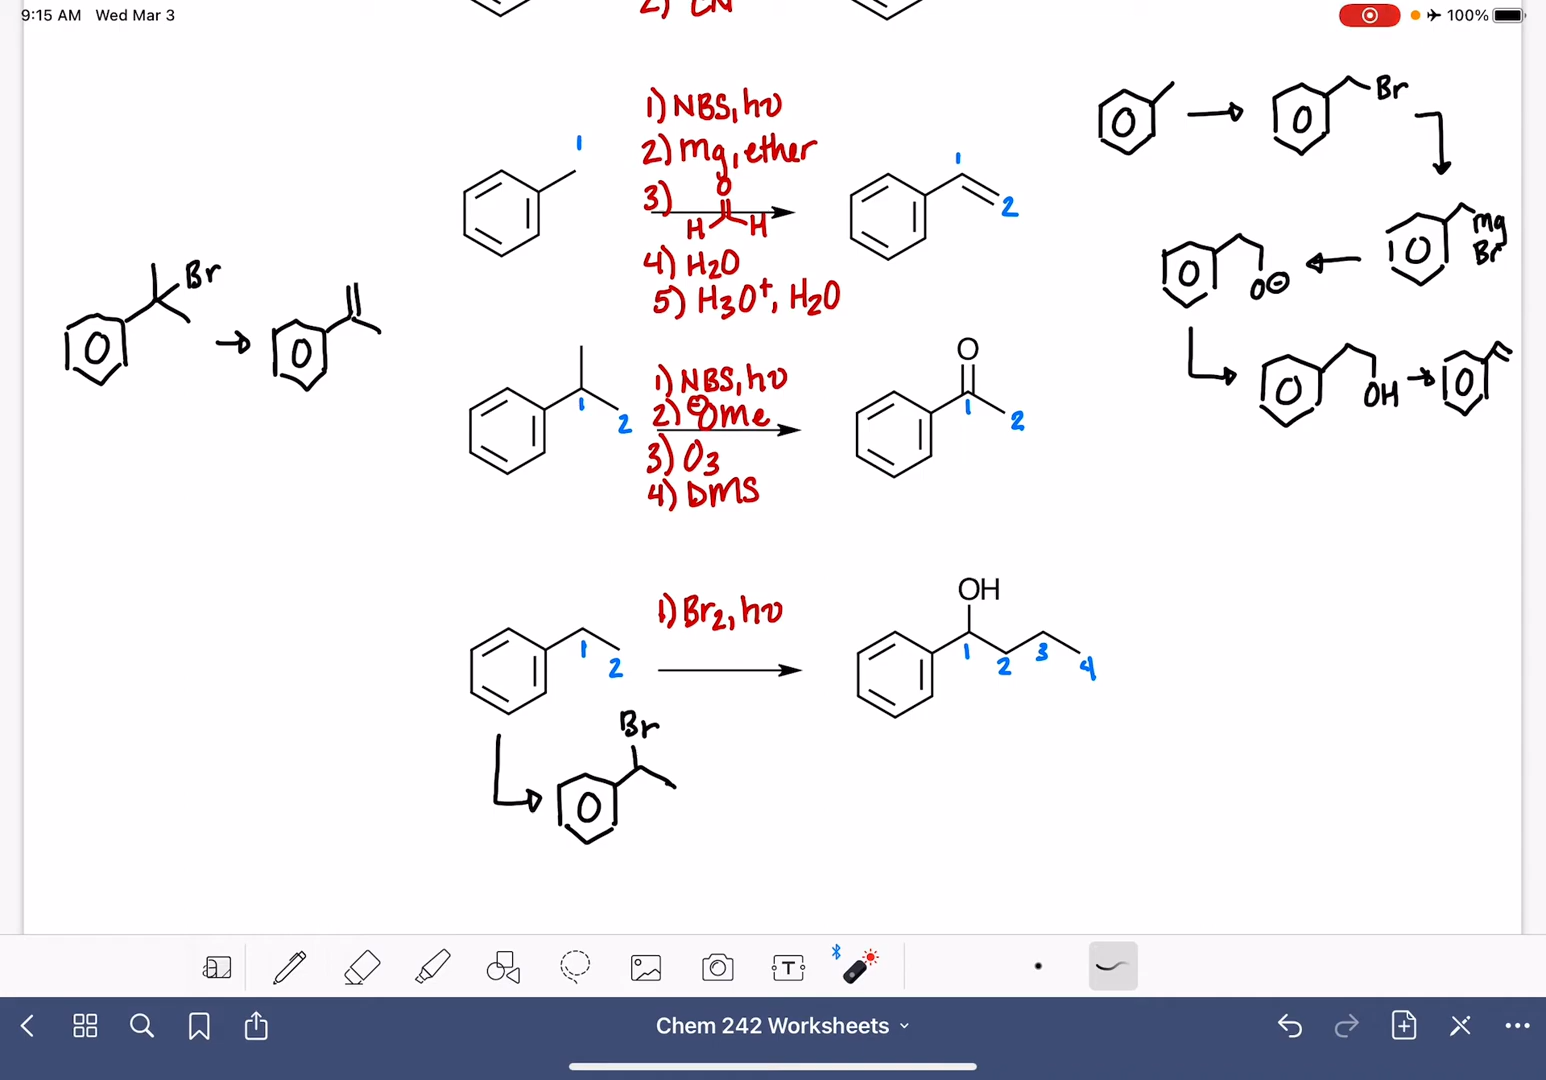 9:15 AM Wed Mar 3
100%
2) CN
1) NBS, hν
2) Mg, ether
3)
O
H H
4) H2O
5) H3O+, H2O
1
1
2
Br
Br
Mg
Br
O⊖
OH
1) NBS, hν
2) ⊖OMe
3) O3
4) DMS
1
2
O
1
2
1) Br2, hν
1
2
OH
1
2
3
4
Br
T
Chem 242 Worksheets